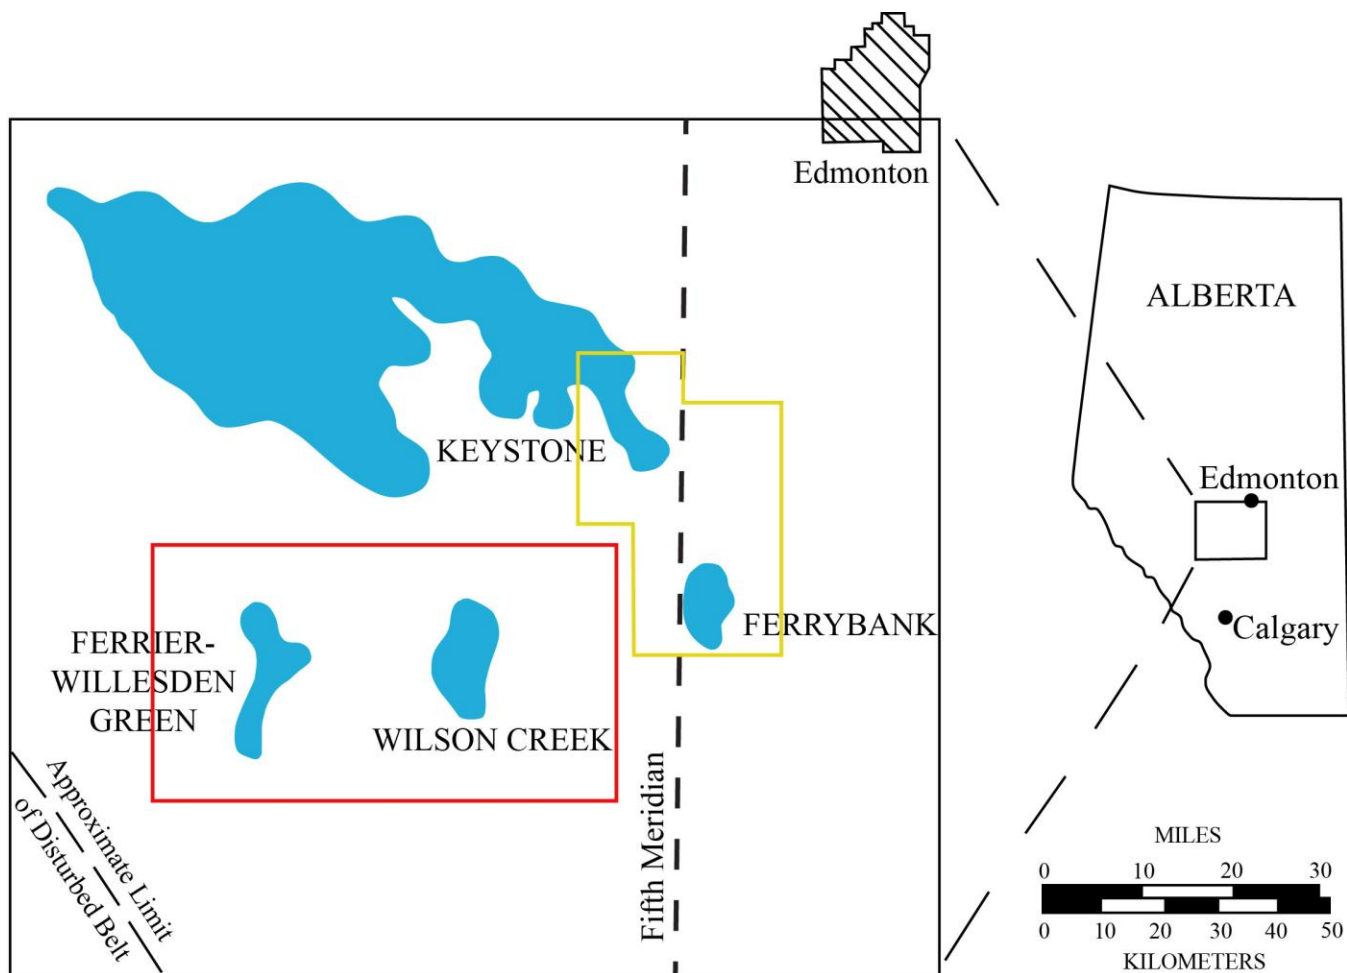 Edmonton
ALBERTA
KEYSTONE
Edmonton
FERRYBANK
Calgary
FERRIER-
WILLESDEN
GREEN
WILSON CREEK
Fifth Meridian
Approximate Limit
of Disturbed Belt
MILES
0 10 20 30
0 10 20 30 40 50
KILOMETERS